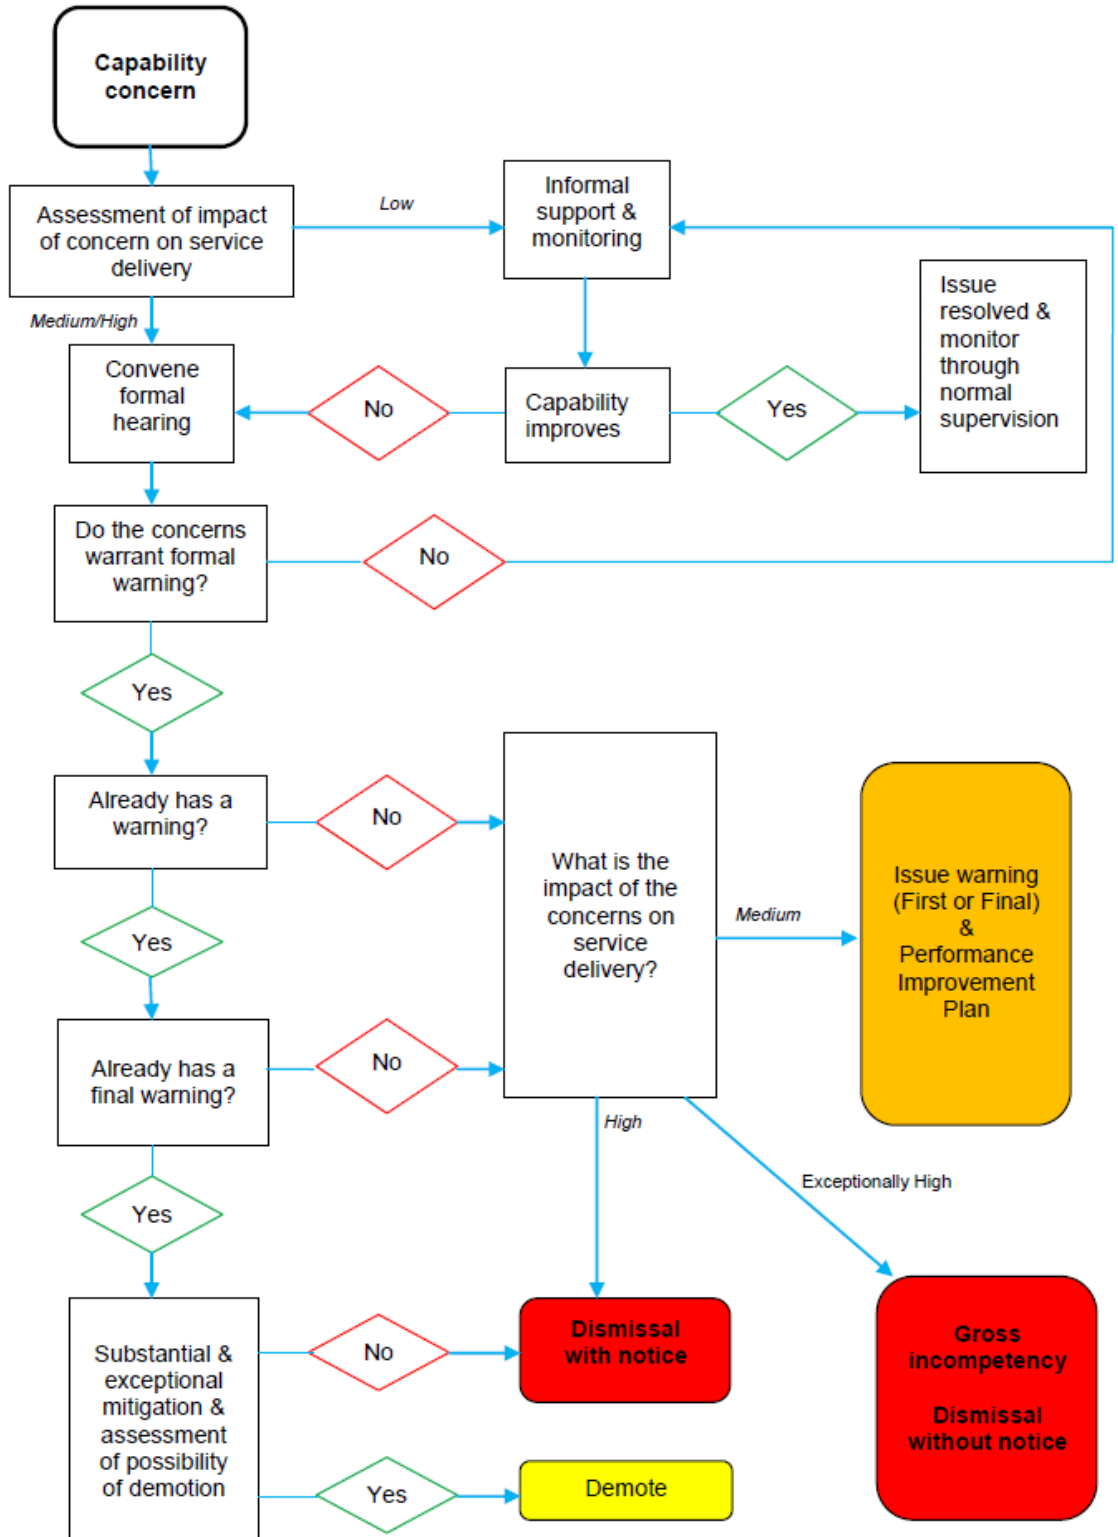 Capability
concern
Assessment of impact
of concern on service
delivery
Low
Informal
support &
monitoring
Medium/High
Issue
resolved &
monitor
through
normal
supervision
Convene
formal
hearing
No
Capability
improves
Yes
Do the concerns
warrant formal
warning?
No
Yes
Already has a
warning?
No
What is the
impact of the
concerns on
service
delivery?
Medium
Issue warning
(First or Final)
&
Performance
Improvement
Plan
Yes
Already has a
final warning?
No
High
Exceptionally High
Yes
Substantial &
exceptional
mitigation &
assessment
of possibility
of demotion
No
Dismissal
with notice
Gross
incompetency
Dismissal
without notice
Yes
Demote